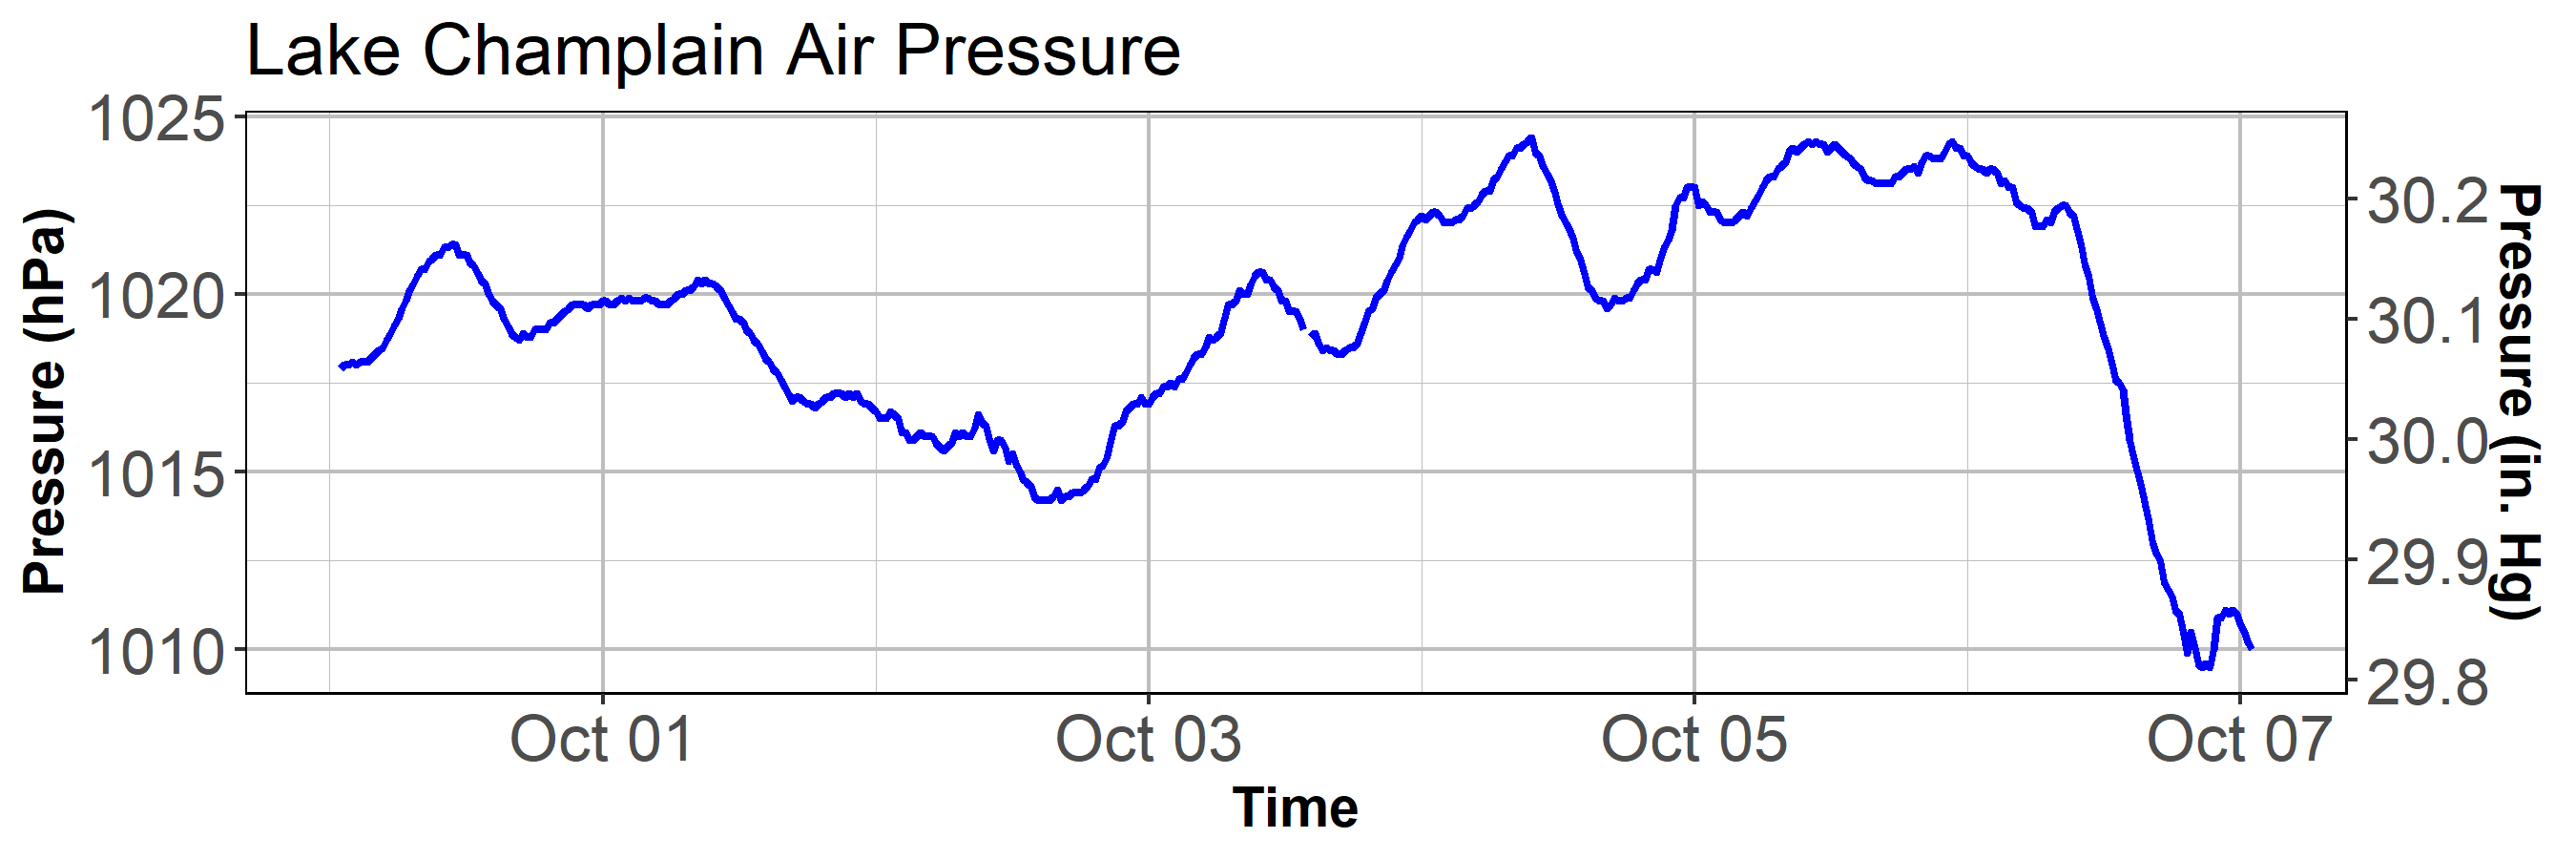 Lake Champlain Air Pressure
Pressure (hPa)
1025
1020
1015
1010
30.2
30.1
30.0
29.9
29.8
Pressure (in. Hg)
Oct 01 Oct 03 Oct 05 Oct 07
Time